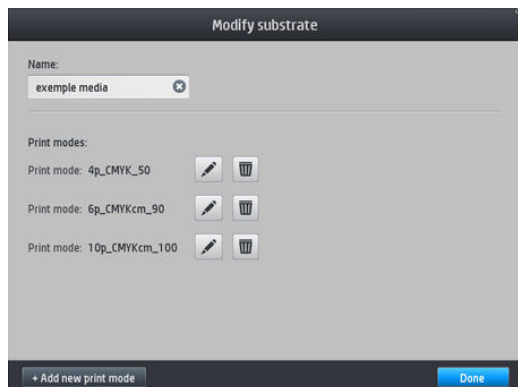 Modify substrate
Name:
exemple media
Print modes:
Print mode: 4p_CMYK_50
Print mode: 6p_CMYKcm_90
Print mode: 10p_CMYKcm_100
+ Add new print mode
Done